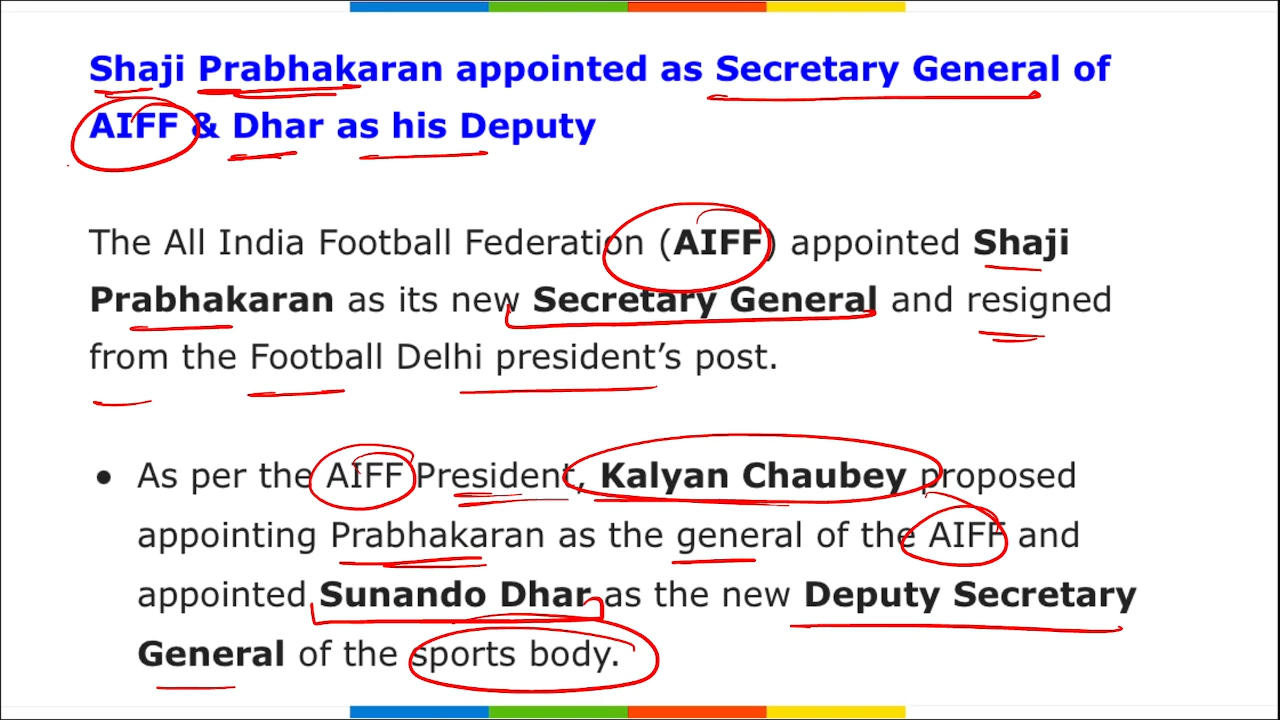 Shaji Prabhakaran appointed as Secretary General of
AIFF & Dhar as his Deputy
The All India Football Federation (AIFF) appointed Shaji
Prabhakaran as its new Secretary General and resigned
from the Football Delhi president’s post.
● As per the AIFF President, Kalyan Chaubey proposed
appointing Prabhakaran as the general of the AIFF and
appointed Sunando Dhar as the new Deputy Secretary
General of the sports body.